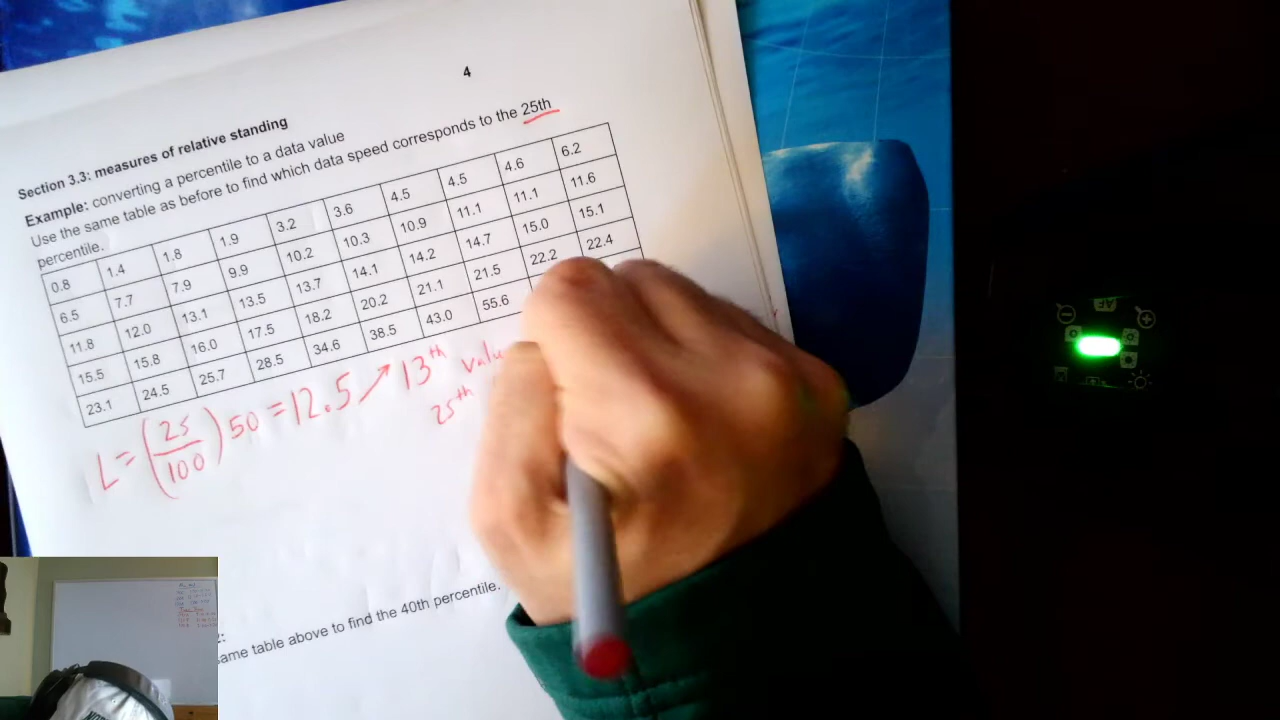 4
Section 3.3: measures of relative standing
Example: converting a percentile to a data value
Use the same table as before to find which data speed corresponds to the 25th
percentile.
0.8 1.4 1.8 1.9 3.2 3.6 4.5 4.5 4.6 6.2
6.5 7.7 7.9 9.9 10.2 10.3 10.9 11.1 11.1 11.6
11.8 12.0 13.1 13.5 13.7 14.1 14.2 14.7 15.0 15.1
15.5 15.8 16.0 17.5 18.2 20.2 21.1 21.5 22.2 22.4
23.1 24.5 25.7 28.5 34.6 38.5 43.0 55.6
L = (25/100) 50 = 12.5 ↗ 13th
25th
same table above to find the 40th percentile.